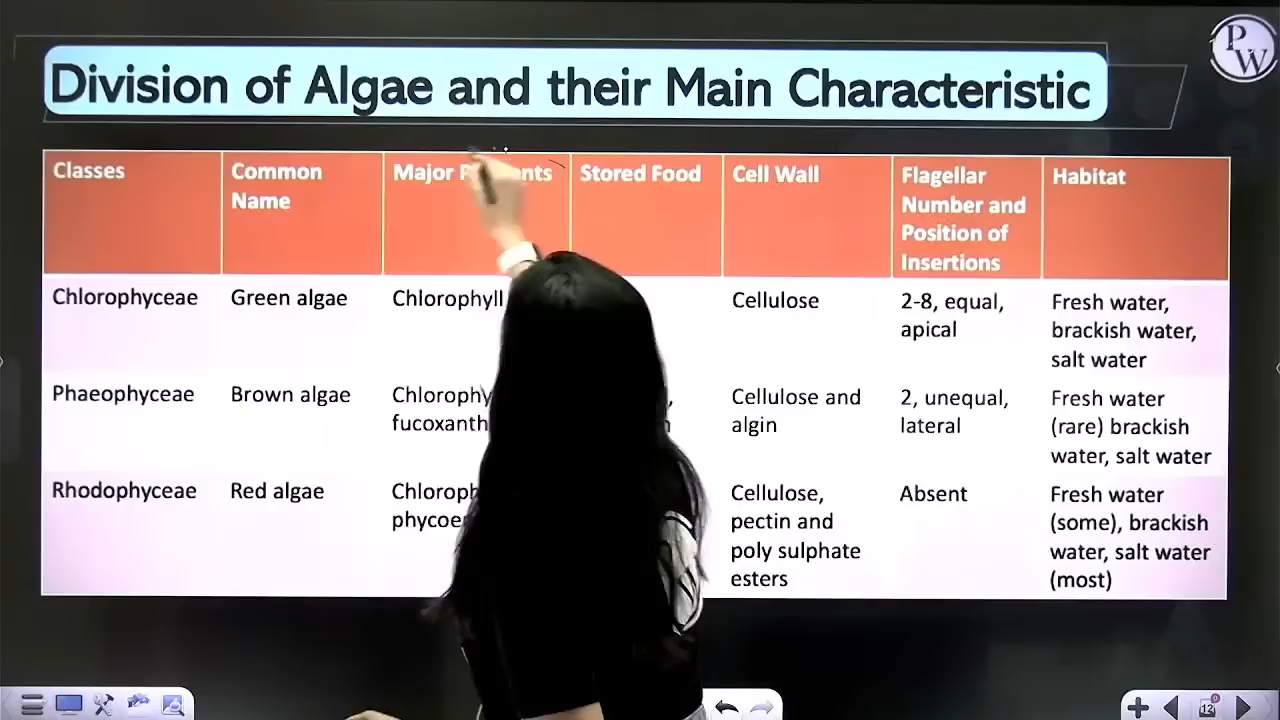 Division of Algae and their Main Characteristic
PW
Classes
Common
Name
Major
Stored Food
Cell Wall
Flagellar
Number and
Position of
Insertions
Habitat
Chlorophyceae
Green algae
Chlorophyll
Cellulose
2-8, equal,
apical
Fresh water,
brackish water,
salt water
Phaeophyceae
Brown algae
Cellulose and
algin
2, unequal,
lateral
Fresh water
(rare) brackish
water, salt water
Rhodophyceae
Red algae
Cellulose,
pectin and
poly sulphate
esters
Absent
Fresh water
(some), brackish
water, salt water
(most)
12